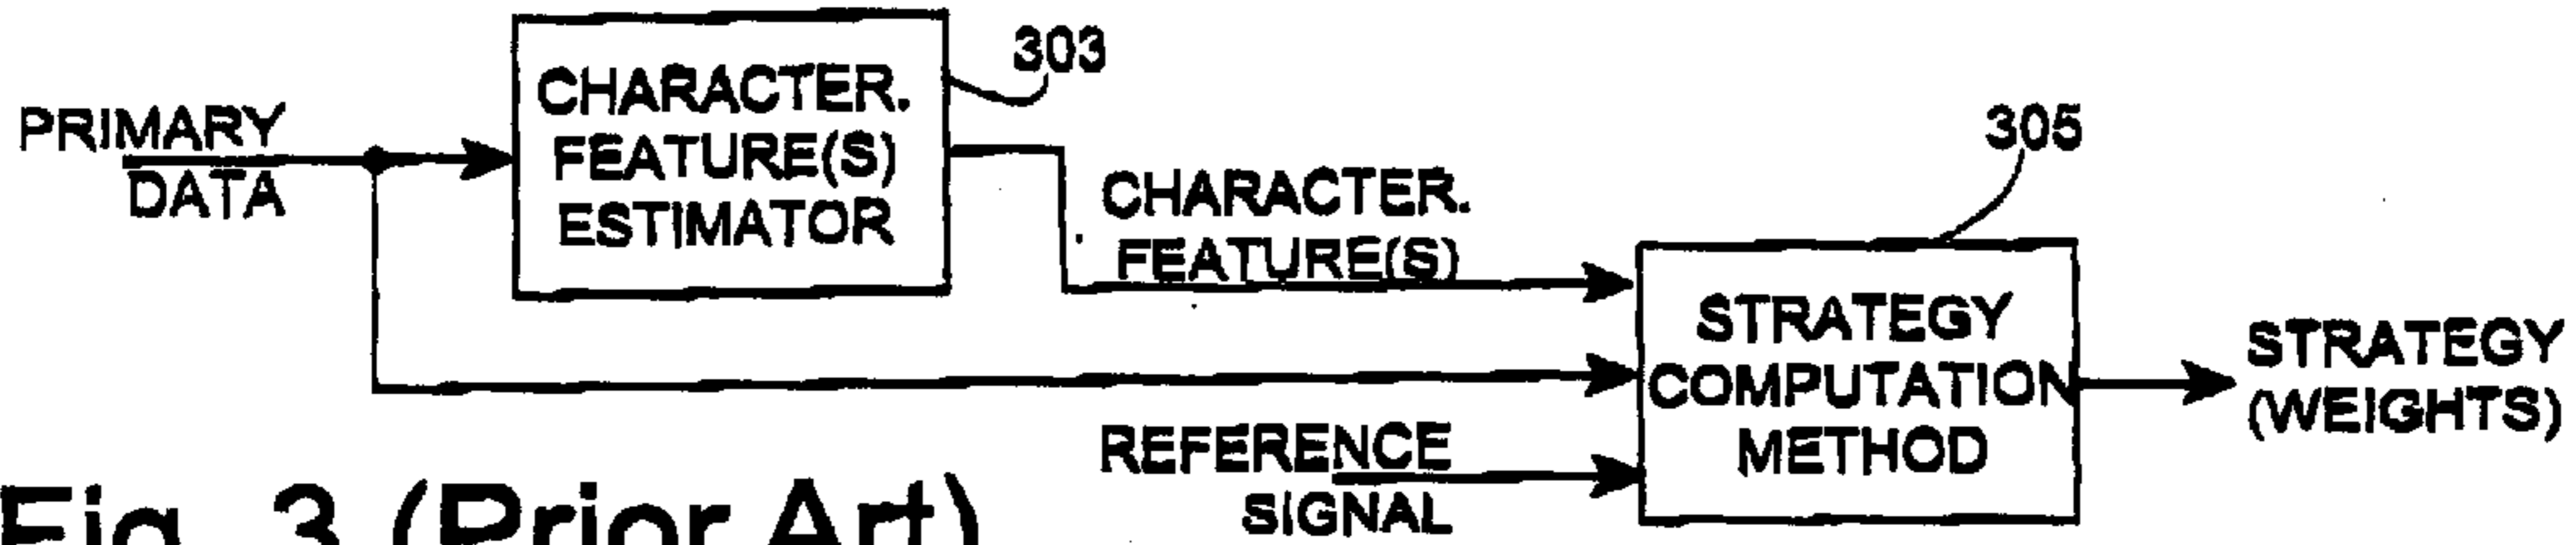 303
CHARACTER.
FEATURE(S)
ESTIMATOR
PRIMARY
DATA
305
CHARACTER.
FEATURE(S)
STRATEGY
COMPUTATION
METHOD
STRATEGY
(WEIGHTS)
REFERENCE
SIGNAL
Fig. 3 (Prior Art)